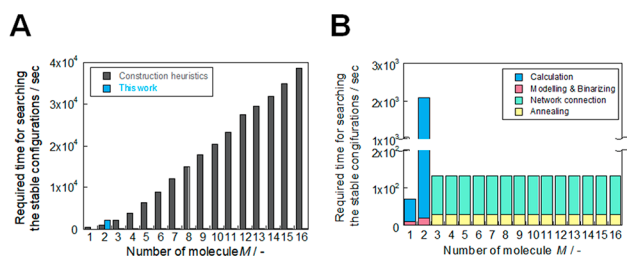 A
Required time for searching
the stable configurations / sec
4x10⁴
3x10⁴
2x10⁴
1x10⁴
0
Construction heuristics
This work
1 2 3 4 5 6 7 8 9 10 11 12 13 14 15 16
Number of molecule M / -
B
Required time for searching
the stable configurations / sec
3x10³
2x10³
1x10³
2x10²
1x10²
0
Calculation
Modelling & Binarizing
Network connection
Annealing
1 2 3 4 5 6 7 8 9 10 11 12 13 14 15 16
Number of molecule M / -